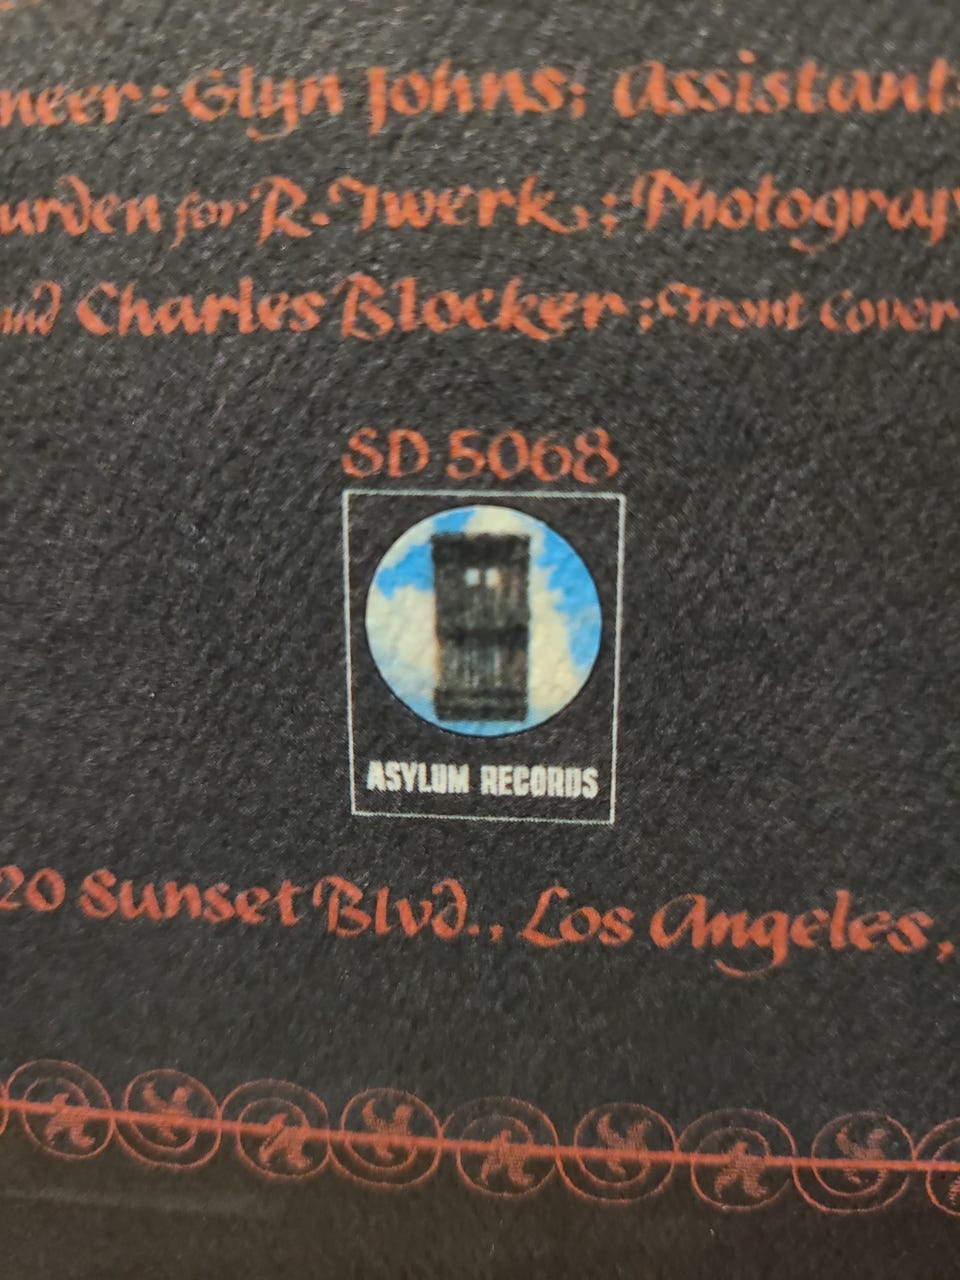 neer: Glyn Johns; Assistant
urden for R. Twerk.; Photograp
and Charles Blocker; Front Cover
SD 5068
ASYLUM RECORDS
20 Sunset Blvd., Los Angeles,